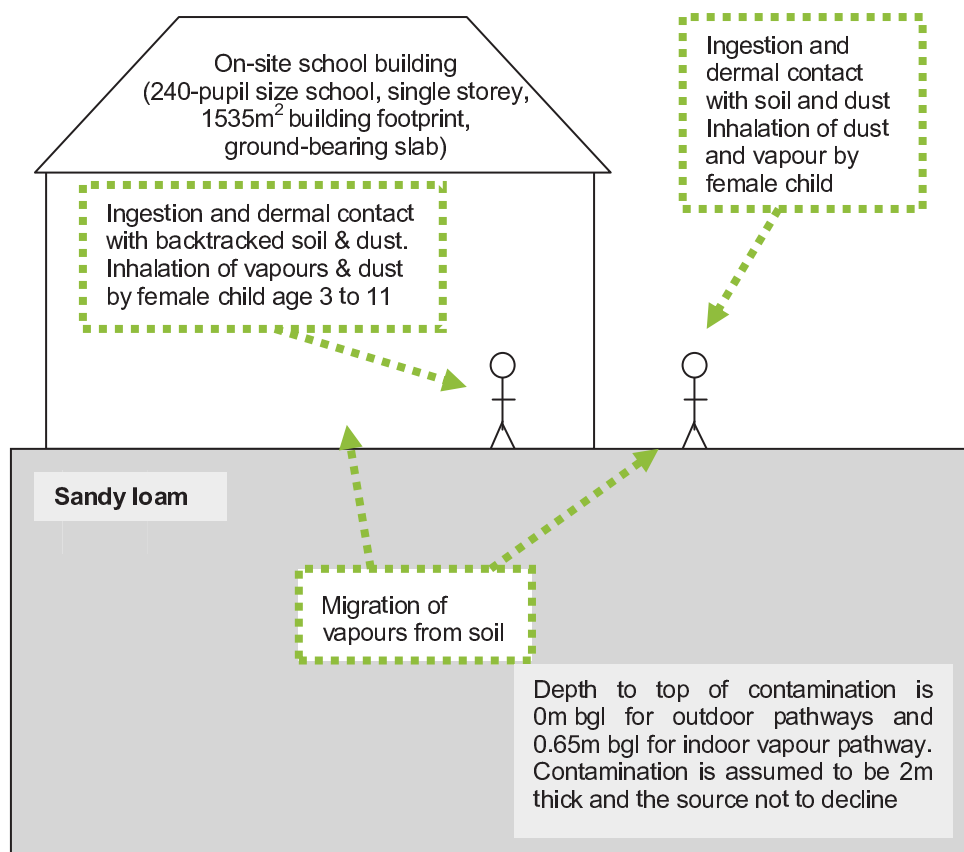 On-site school building
(240-pupil size school, single storey,
1535m² building footprint,
ground-bearing slab)
Ingestion and
dermal contact
with soil and dust
Inhalation of dust
and vapour by
female child
Ingestion and dermal contact
with backtracked soil & dust.
Inhalation of vapours & dust
by female child age 3 to 11
Sandy loam
Migration of
vapours from soil
Depth to top of contamination is
0m bgl for outdoor pathways and
0.65m bgl for indoor vapour pathway.
Contamination is assumed to be 2m
thick and the source not to decline